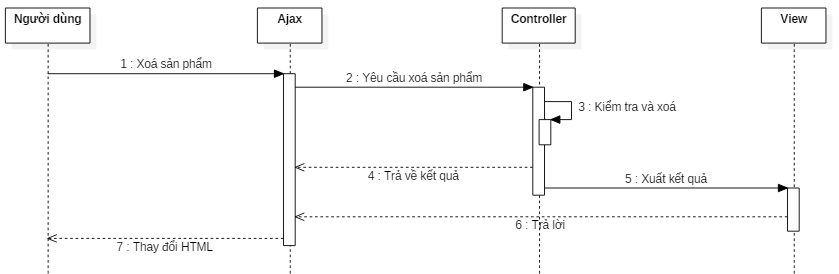 Người dùng
Ajax
Controller
View
1 : Xoá sản phẩm
2 : Yêu cầu xoá sản phẩm
3 : Kiểm tra và xoá
4 : Trả về kết quả
5 : Xuất kết quả
6 : Trả lời
7 : Thay đổi HTML